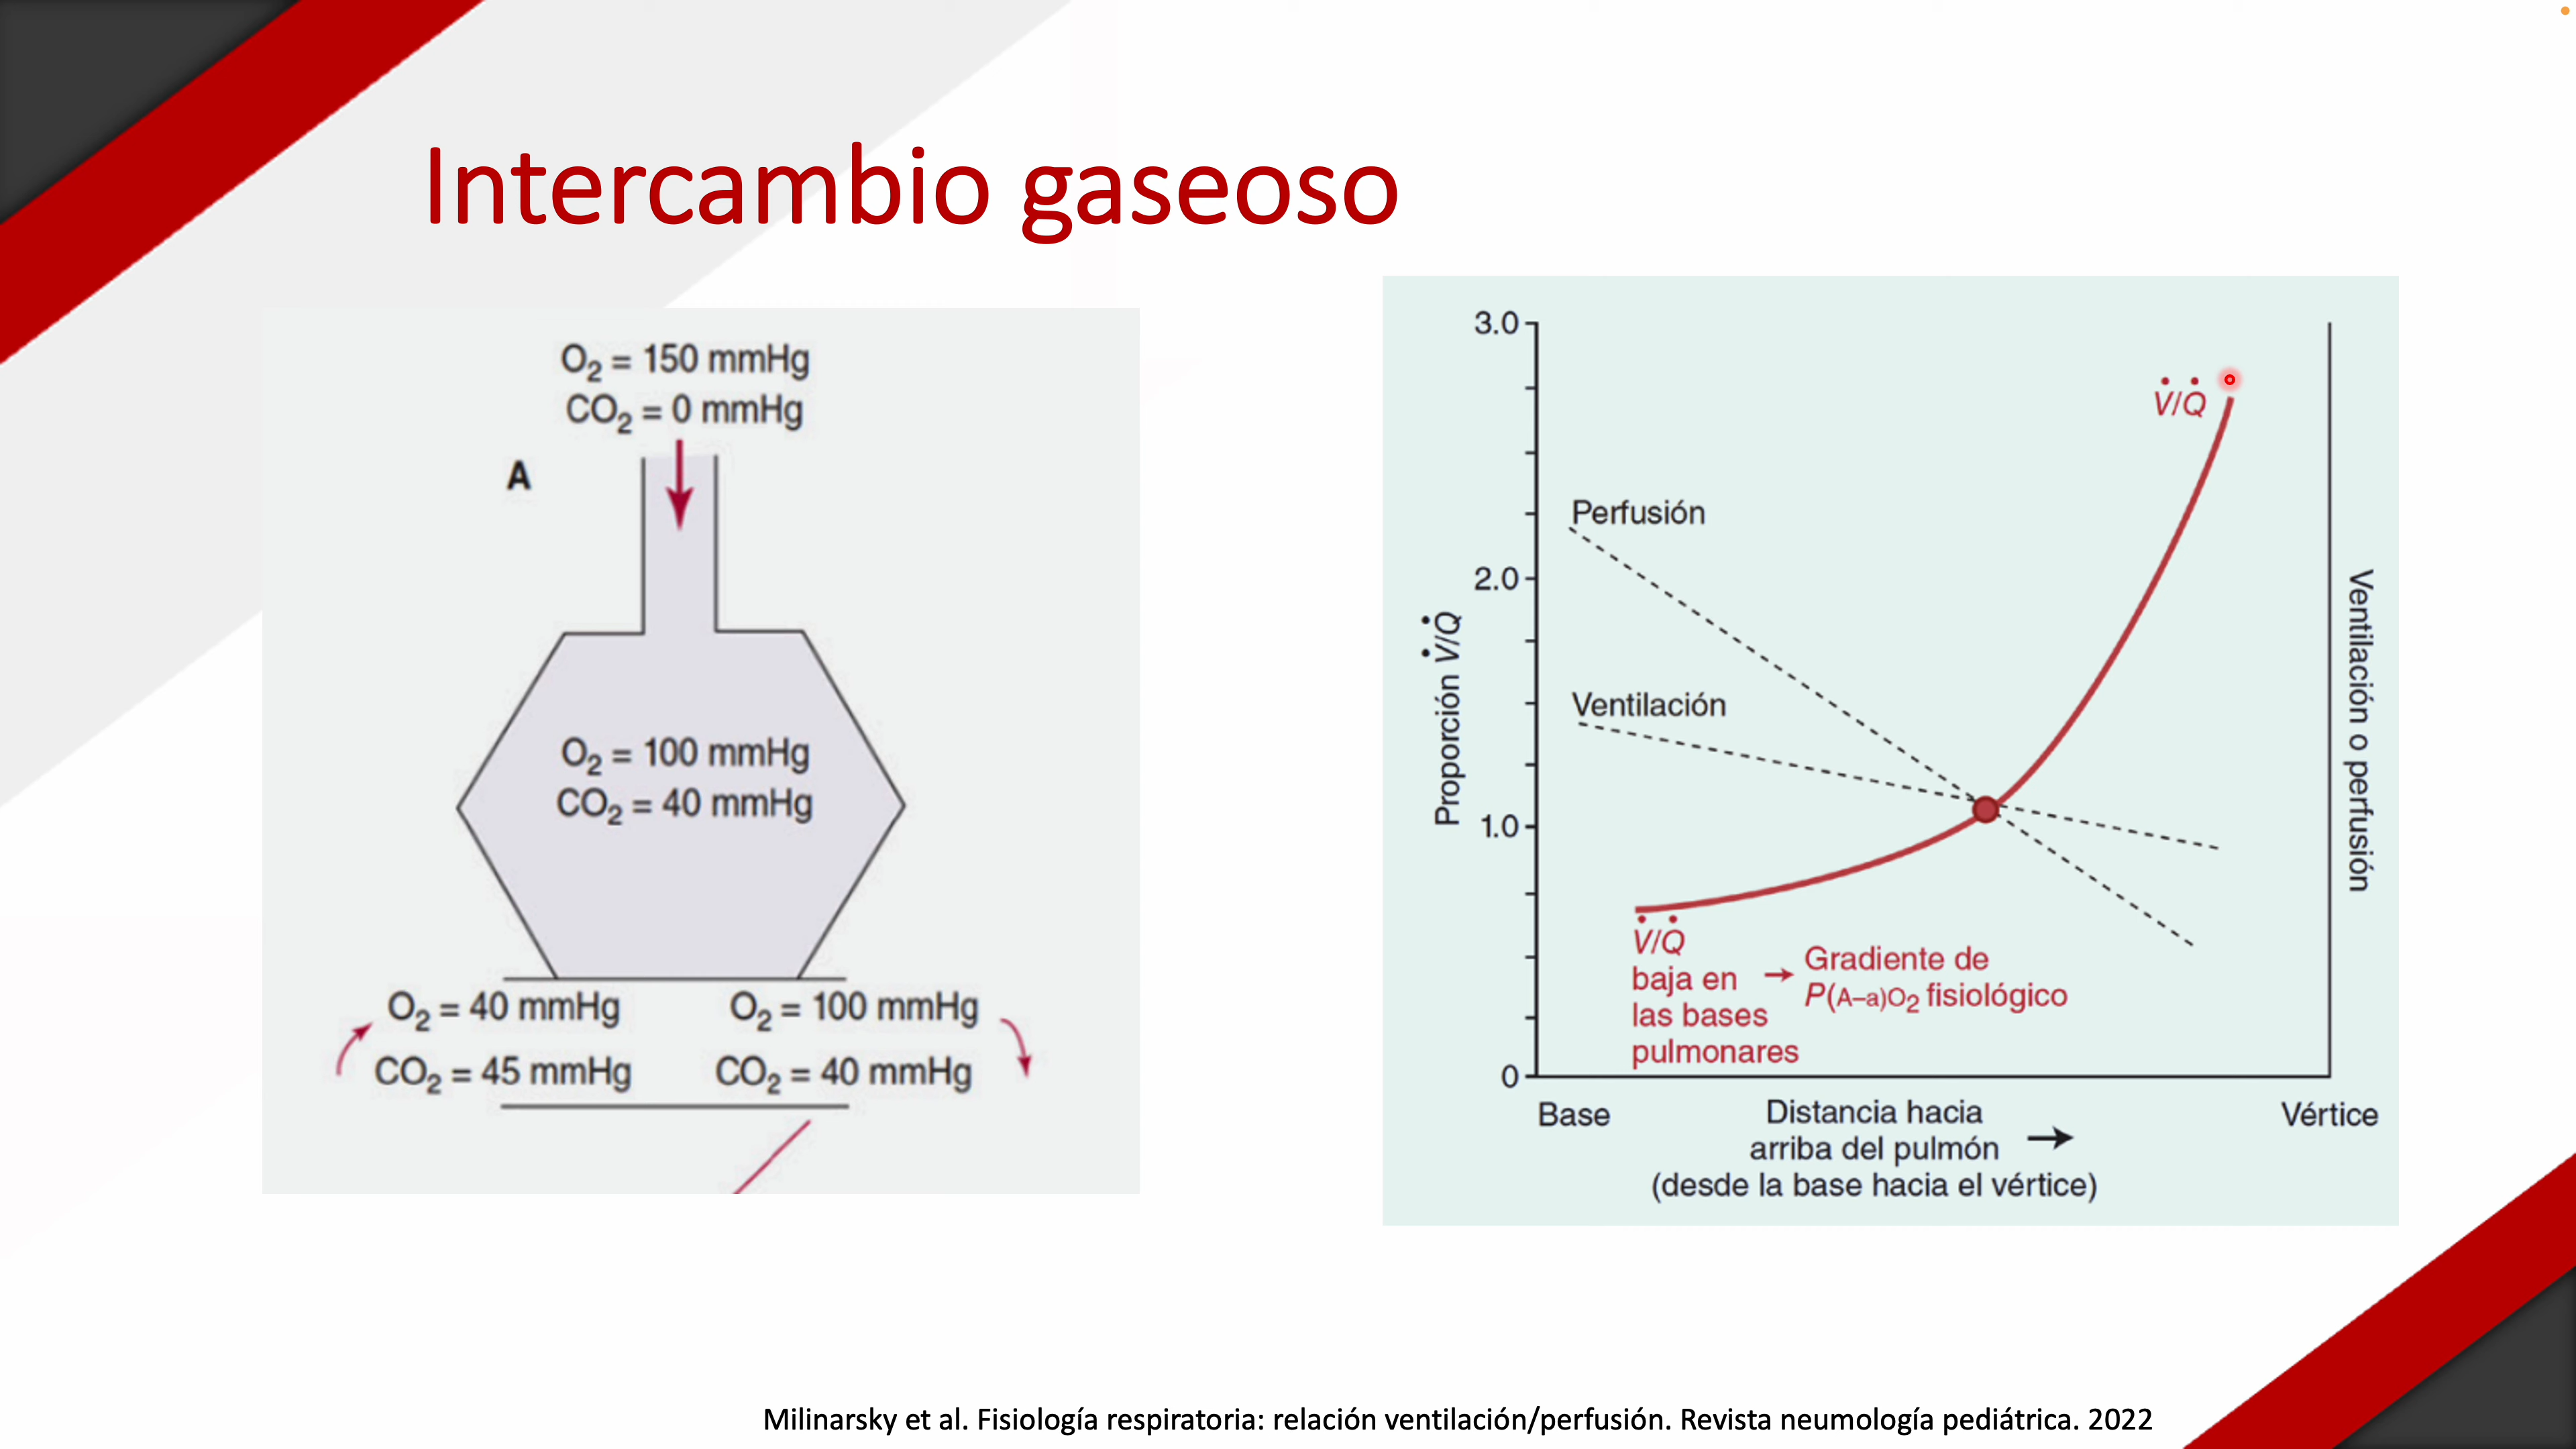 Intercambio gaseoso
O₂ = 150 mmHg
CO₂ = 0 mmHg
A
O₂ = 100 mmHg
CO₂ = 40 mmHg
O₂ = 40 mmHg
O₂ = 100 mmHg
CO₂ = 45 mmHg
CO₂ = 40 mmHg
3.0
2.0
1.0
0
Proporción V̇/Q̇
Perfusión
Ventilación
V̇/Q̇
V̇/Q̇
baja en
las bases
pulmonares
→ Gradiente de
P(A–a)O₂ fisiológico
Ventilación o perfusión
Base
Distancia hacia
arriba del pulmón →
(desde la base hacia el vértice)
Vértice
Milinarsky et al. Fisiología respiratoria: relación ventilación/perfusión. Revista neumología pediátrica. 2022